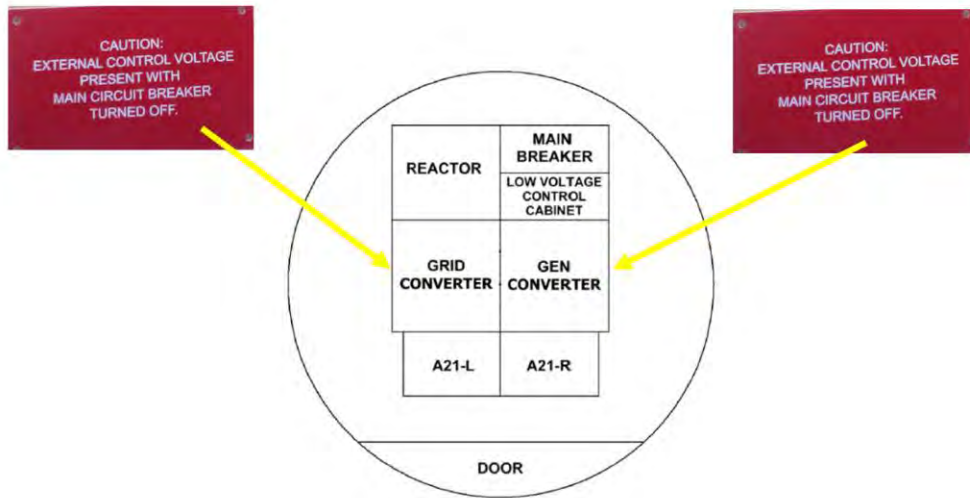 CAUTION:
EXTERNAL CONTROL VOLTAGE
PRESENT WITH
MAIN CIRCUIT BREAKER
TURNED OFF.
CAUTION:
EXTERNAL CONTROL VOLTAGE
PRESENT WITH
MAIN CIRCUIT BREAKER
TURNED OFF.
REACTOR
MAIN
BREAKER
LOW VOLTAGE
CONTROL
CABINET
GRID
CONVERTER
GEN
CONVERTER
A21-L
A21-R
DOOR